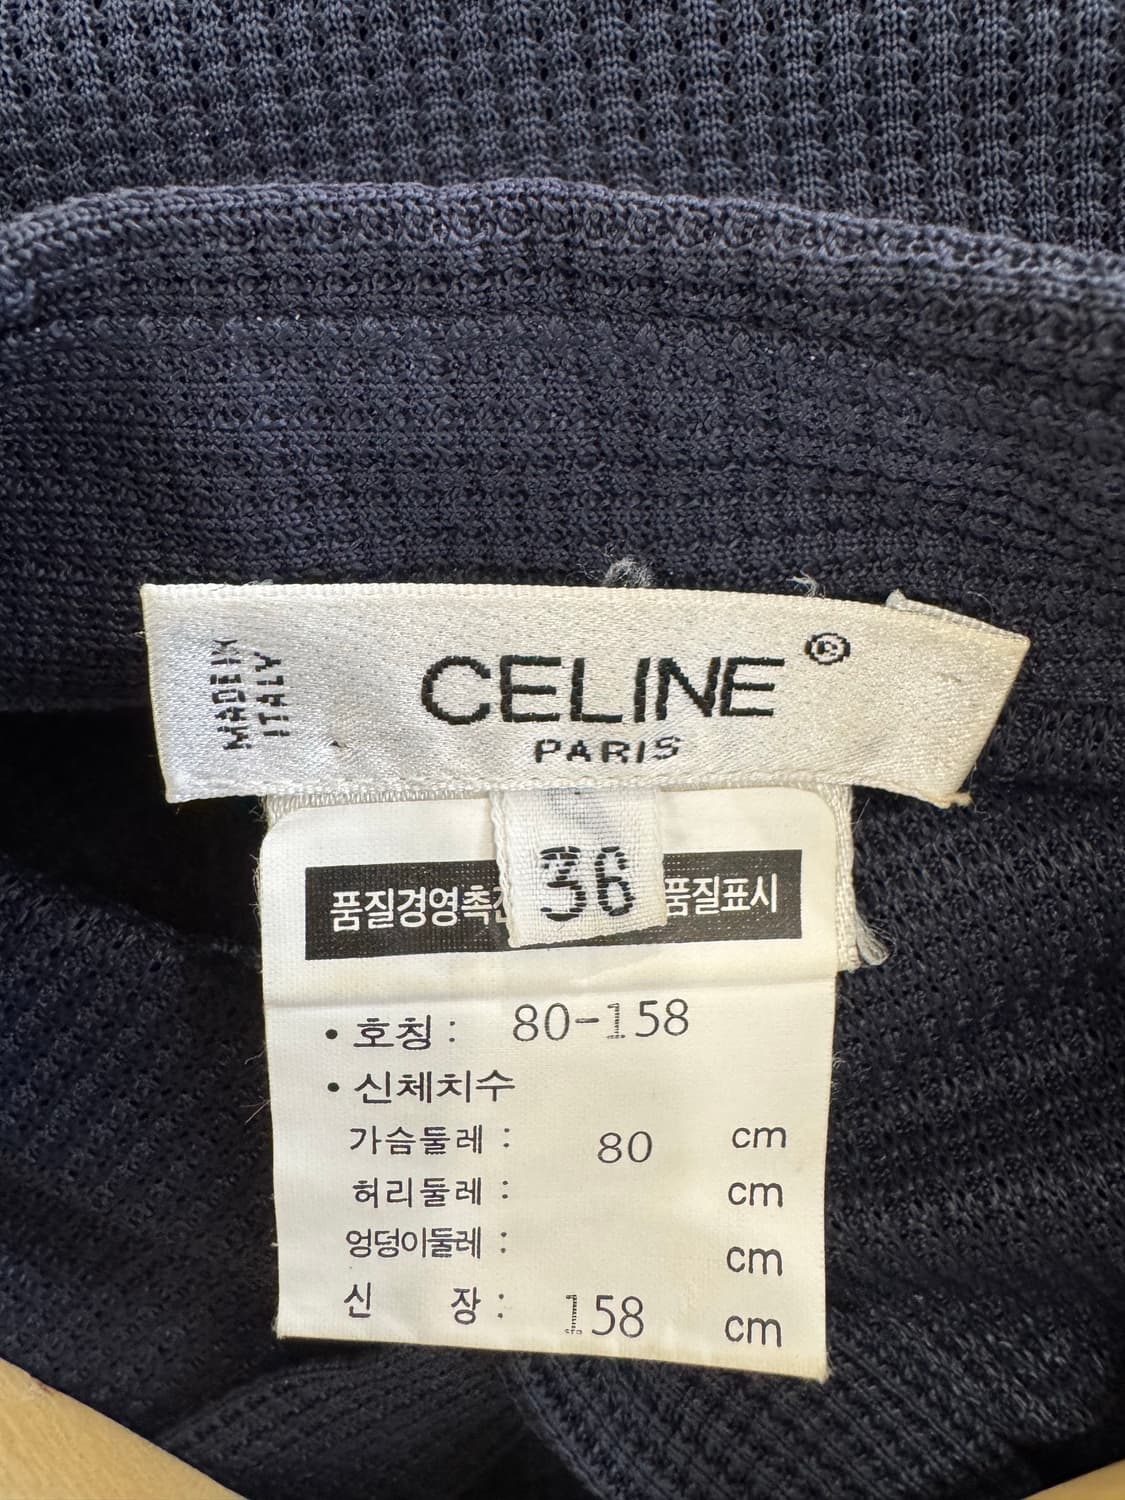 MADE IN
ITALY
CELINE ®
PARIS
36
품질경영촉 품질표시
• 호칭 : 80-158
• 신체치수
가슴둘레 : 80 cm
허리둘레 : cm
엉덩이둘레 : cm
신 장 : 158 cm